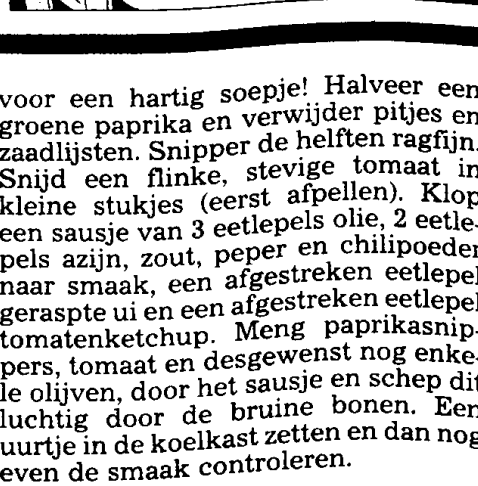 voor een hartig soepje! Halveer een
groene paprika en verwijder pitjes en
zaadlijsten. Snipper de helften ragfijn.
Snijd een flinke, stevige tomaat in
kleine stukjes (eerst afpellen). Klop
een sausje van 3 eetlepels olie, 2 eetle-
pels azijn, zout, peper en chilipoeder
naar smaak, een afgestreken eetlepel
geraspte ui en een afgestreken eetlepel
tomatenketchup. Meng paprikasnip-
pers, tomaat en desgewenst nog enke-
le olijven, door het sausje en schep dit
luchtig door de bruine bonen. Een
uurtje in de koelkast zetten en dan nog
even de smaak controleren.